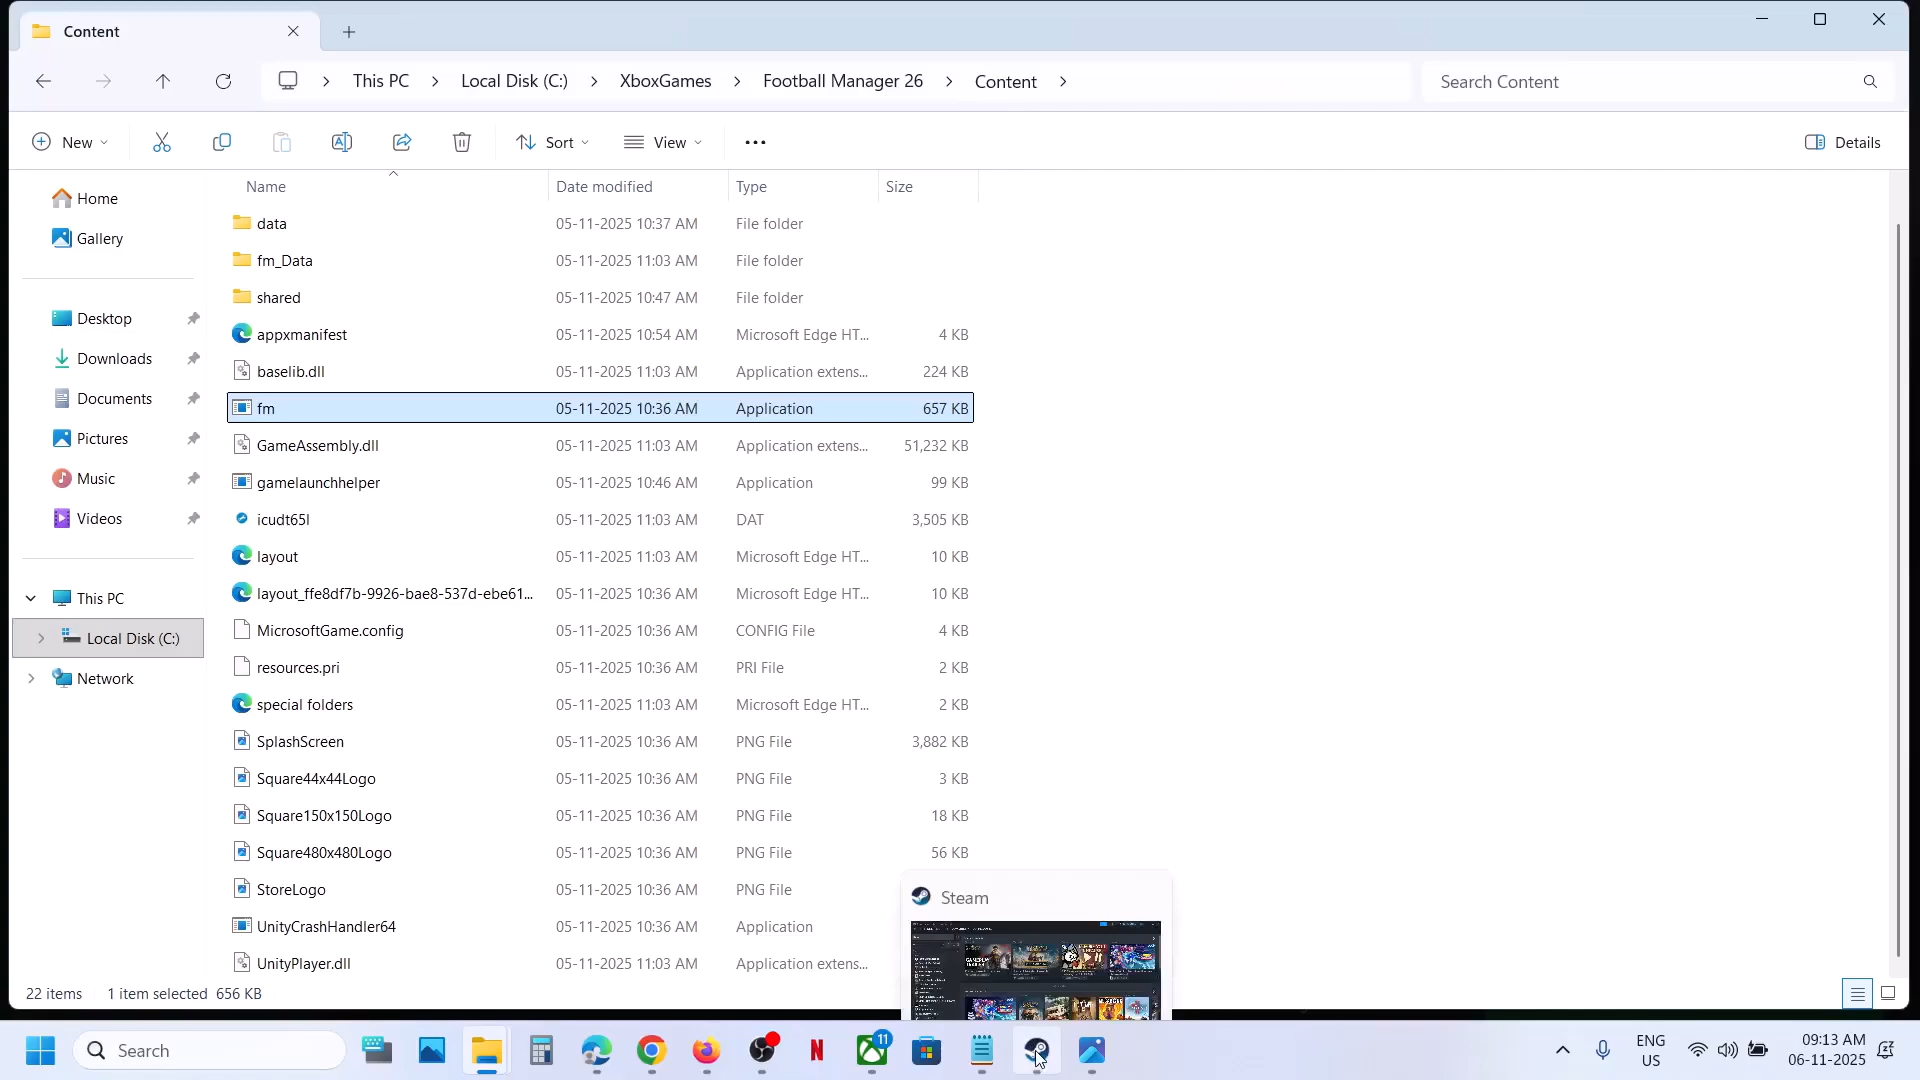 Content
This PC
Local Disk (C:)
XboxGames
Football Manager 26
Content
Search Content
New
Sort
View
Details
Name
Date modified
Type
Size
Home
Gallery
Desktop
Downloads
Documents
Pictures
Music
Videos
This PC
Local Disk (C:)
Network
data 05-11-2025 10:37 AM File folder
fm_Data 05-11-2025 11:03 AM File folder
shared 05-11-2025 10:47 AM File folder
appxmanifest 05-11-2025 10:54 AM Microsoft Edge HT... 4 KB
baselib.dll 05-11-2025 11:03 AM Application extens... 224 KB
fm 05-11-2025 10:36 AM Application 657 KB
GameAssembly.dll 05-11-2025 11:03 AM Application extens... 51,232 KB
gamelaunchhelper 05-11-2025 10:46 AM Application 99 KB
icudt65l 05-11-2025 11:03 AM DAT 3,505 KB
layout 05-11-2025 11:03 AM Microsoft Edge HT... 10 KB
layout_ffe8df7b-9926-bae8-537d-ebe61... 05-11-2025 10:36 AM Microsoft Edge HT... 10 KB
MicrosoftGame.config 05-11-2025 10:36 AM CONFIG File 4 KB
resources.pri 05-11-2025 10:36 AM PRI File 2 KB
special folders 05-11-2025 11:03 AM Microsoft Edge HT... 2 KB
SplashScreen 05-11-2025 10:36 AM PNG File 3,882 KB
Square44x44Logo 05-11-2025 10:36 AM PNG File 3 KB
Square150x150Logo 05-11-2025 10:36 AM PNG File 18 KB
Square480x480Logo 05-11-2025 10:36 AM PNG File 56 KB
StoreLogo 05-11-2025 10:36 AM PNG File
UnityCrashHandler64 05-11-2025 10:36 AM Application
UnityPlayer.dll 05-11-2025 11:03 AM Application extens...
Steam
22 items 1 item selected 656 KB
Search
11
ENG
US
09:13 AM
06-11-2025